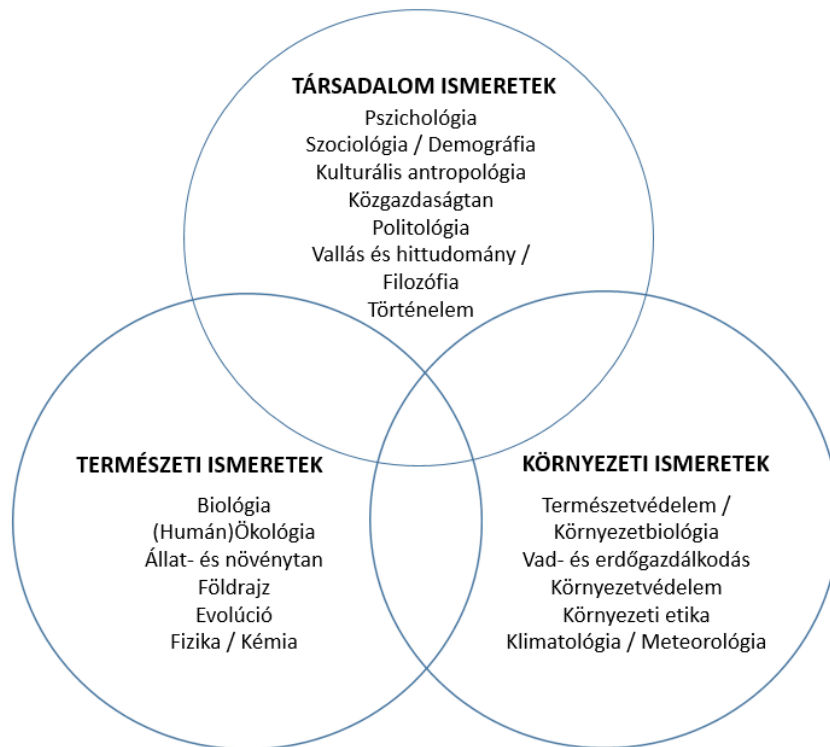 TÁRSADALOM ISMERETEK
Pszichológia
Szociológia / Demográfia
Kulturális antropológia
Közgazdaságtan
Politológia
Vallás és hittudomány /
Filozófia
Történelem
TERMÉSZETI ISMERETEK
Biológia
(Humán)Ökológia
Állat- és növénytan
Földrajz
Evolúció
Fizika / Kémia
KÖRNYEZETI ISMERETEK
Természetvédelem /
Környezetbiológia
Vad- és erdőgazdálkodás
Környezetvédelem
Környezeti etika
Klimatológia / Meteorológia